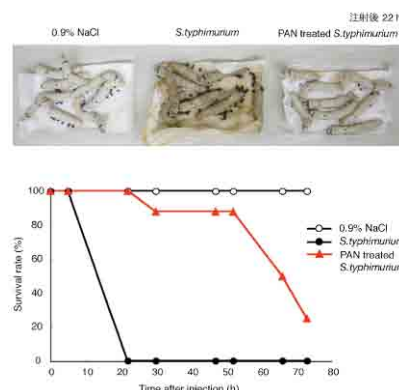 注射後 22 h
0.9% NaCl
S.typhimurium
PAN treated S.typhimurium
100
80
60
40
20
0
Survival rate (%)
0 10 20 30 40 50 60 70 80
Time after injection (h)
0.9% NaCl
S.typhimurium
PAN treated
S.typhimurium